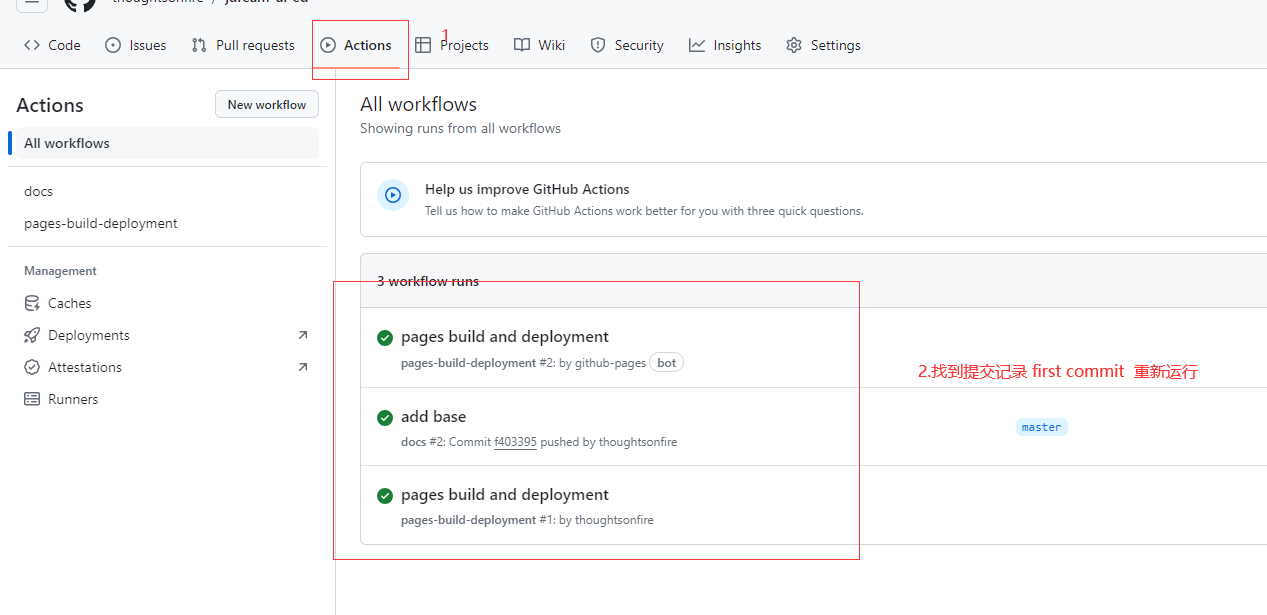 Code Issues Pull requests Actions 1 Projects Wiki Security Insights Settings
Actions
New workflow
All workflows
docs
pages-build-deployment
Management
Caches
Deployments
Attestations
Runners
All workflows
Showing runs from all workflows
Help us improve GitHub Actions
Tell us how to make GitHub Actions work better for you with three quick questions.
3 workflow runs
pages build and deployment
pages-build-deployment #2: by github-pages bot
2.找到提交记录 first commit 重新运行
add base
master
docs #2: Commit f403395 pushed by thoughtsonfire
pages build and deployment
pages-build-deployment #1: by thoughtsonfire